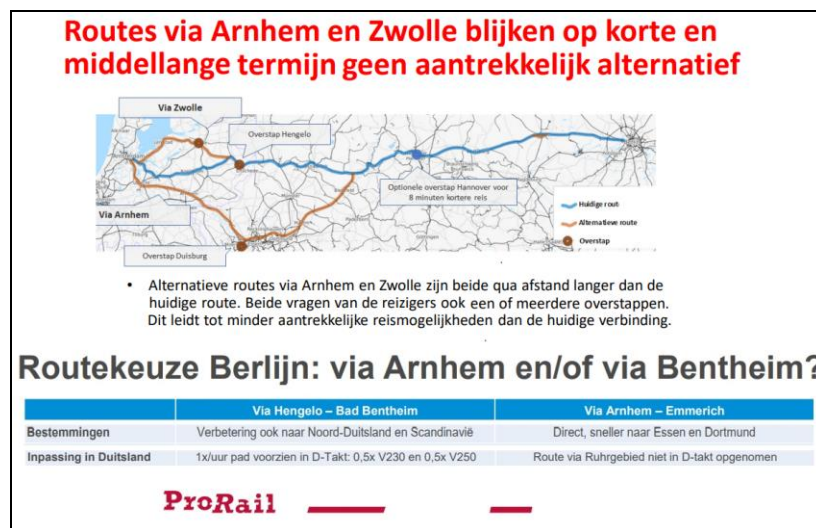 Routes via Arnhem en Zwolle blijken op korte en
middellange termijn geen aantrekkelijk alternatief
Via Zwolle
Overstap Hengelo
Optionele overstap Hannover voor
8 minuten kortere reis
Via Arnhem
Overstap Duisburg
Huidige rout
Alternatieve route
Overstap
• Alternatieve routes via Arnhem en Zwolle zijn beide qua afstand langer dan de
huidige route. Beide vragen van de reizigers ook een of meerdere overstappen.
Dit leidt tot minder aantrekkelijke reismogelijkheden dan de huidige verbinding.
Routekeuze Berlijn: via Arnhem en/of via Bentheim?
Via Hengelo – Bad Bentheim Via Arnhem – Emmerich
Bestemmingen Verbetering ook naar Noord-Duitsland en Scandinavië Direct, sneller naar Essen en Dortmund
Inpassing in Duitsland 1x/uur pad voorzien in D-Takt: 0,5x V230 en 0,5x V250 Route via Ruhrgebied niet in D-takt opgenomen
ProRail